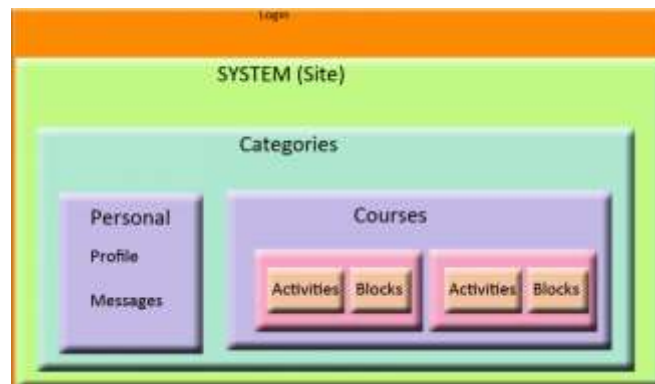 Login
SYSTEM (Site)
Categories
Personal
Profile
Messages
Courses
Activities Blocks
Activities Blocks